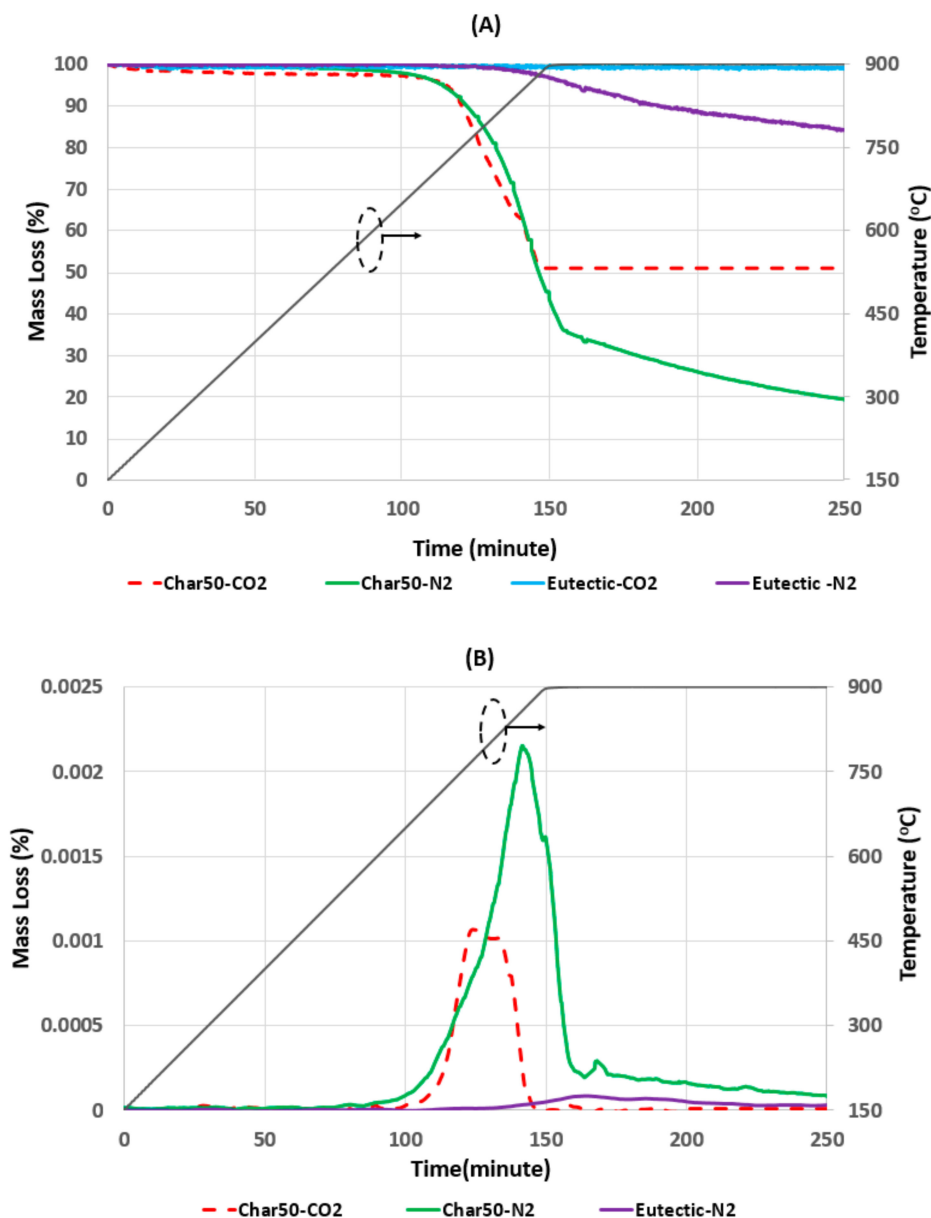 (A)
100
90
80
70
60
50
40
30
20
10
0
Mass Loss (%)
900
750
600
450
300
150
Temperature (°C)
0 50 100 150 200 250
Time (minute)
Char50-CO2 Char50-N2 Eutectic-CO2 Eutectic -N2
(B)
0.0025
0.002
0.0015
0.001
0.0005
0
Mass Loss (%)
900
750
600
450
300
150
Temperature (°C)
0 50 100 150 200 250
Time(minute)
Char50-CO2 Char50-N2 Eutectic-N2